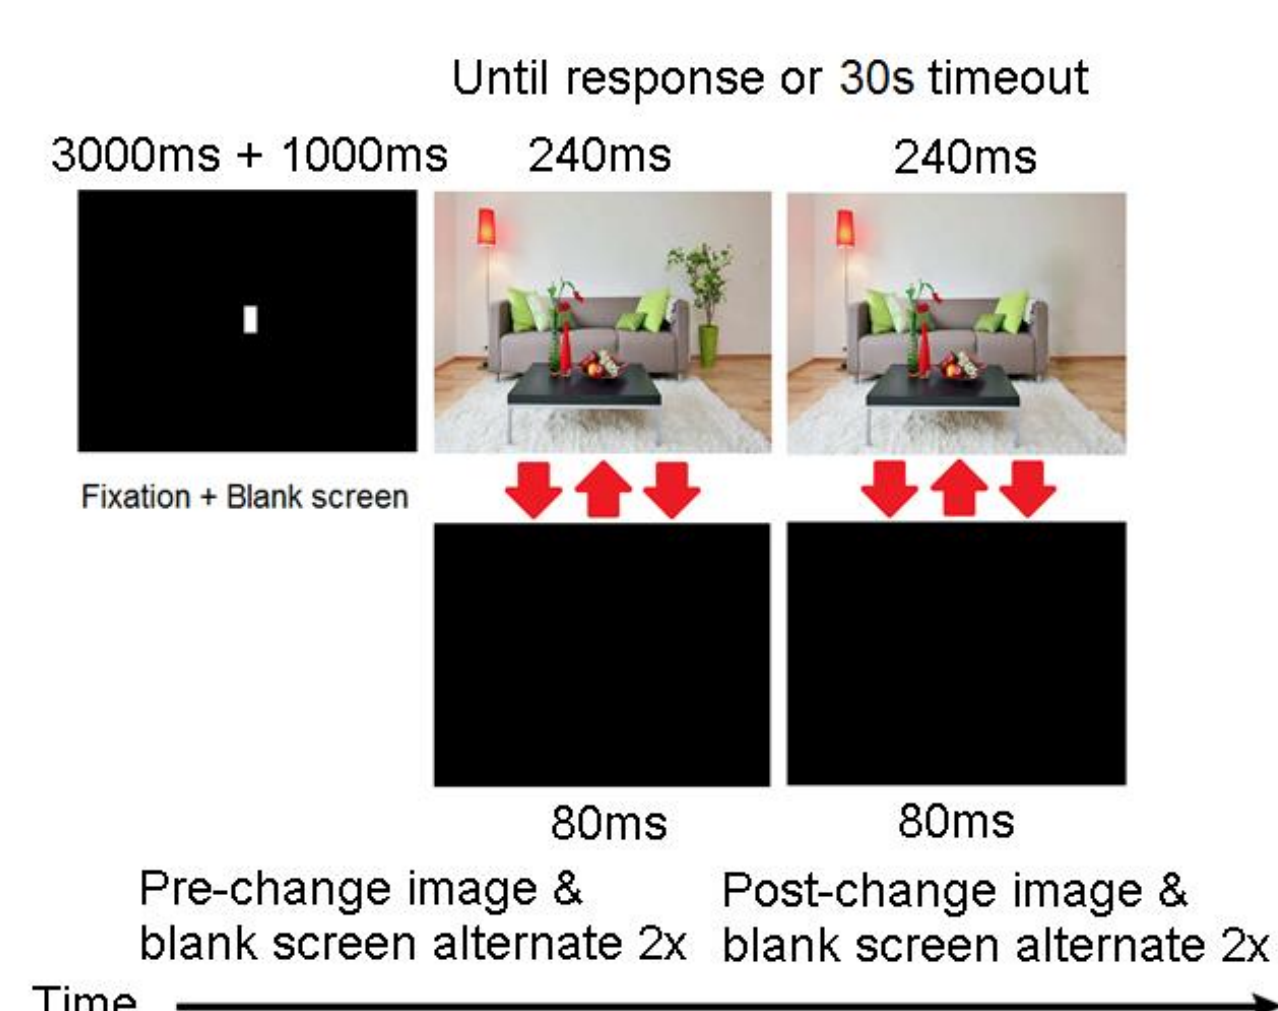 Until response or 30s timeout
3000ms + 1000ms
240ms
240ms
Fixation + Blank screen
80ms
80ms
Pre-change image &
blank screen alternate 2x
Post-change image &
blank screen alternate 2x
Time